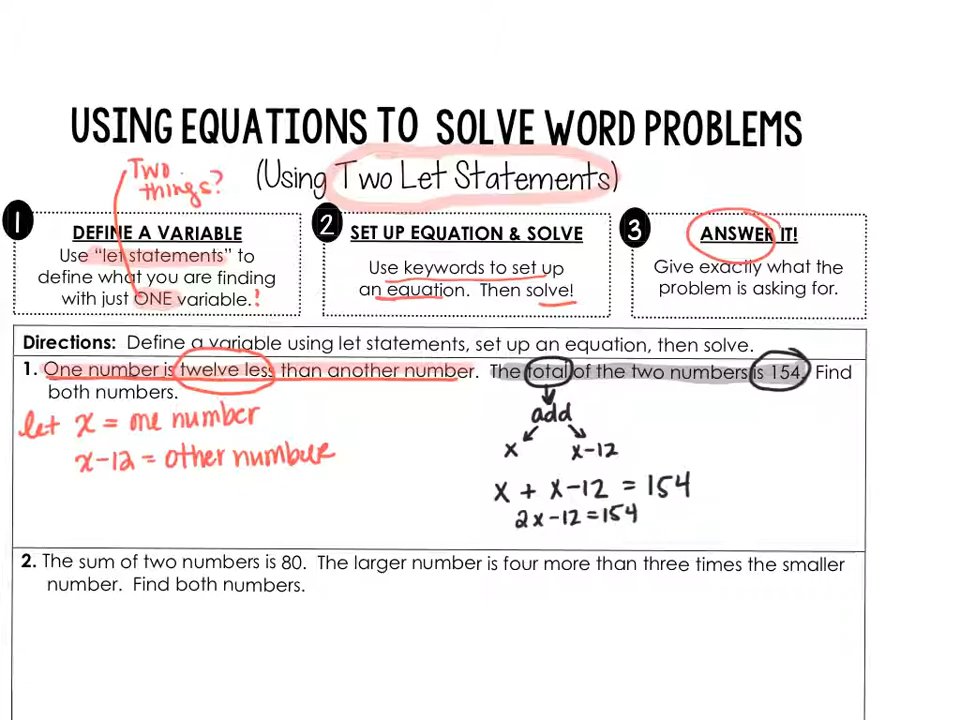 USING EQUATIONS TO SOLVE WORD PROBLEMS
(Using Two Let Statements)
Two
things?
1
DEFINE A VARIABLE
Use "let statements" to
define what you are finding
with just ONE variable.!
2
SET UP EQUATION & SOLVE
Use keywords to set up
an equation. Then solve!
3
ANSWER IT!
Give exactly what the
problem is asking for.
Directions: Define a variable using let statements, set up an equation, then solve.
1. One number is twelve less than another number. The total of the two numbers is 154. Find
both numbers.
let x = one number
x-12 = other number
add
x x-12
x + x-12 = 154
2x-12=154
2. The sum of two numbers is 80. The larger number is four more than three times the smaller
number. Find both numbers.